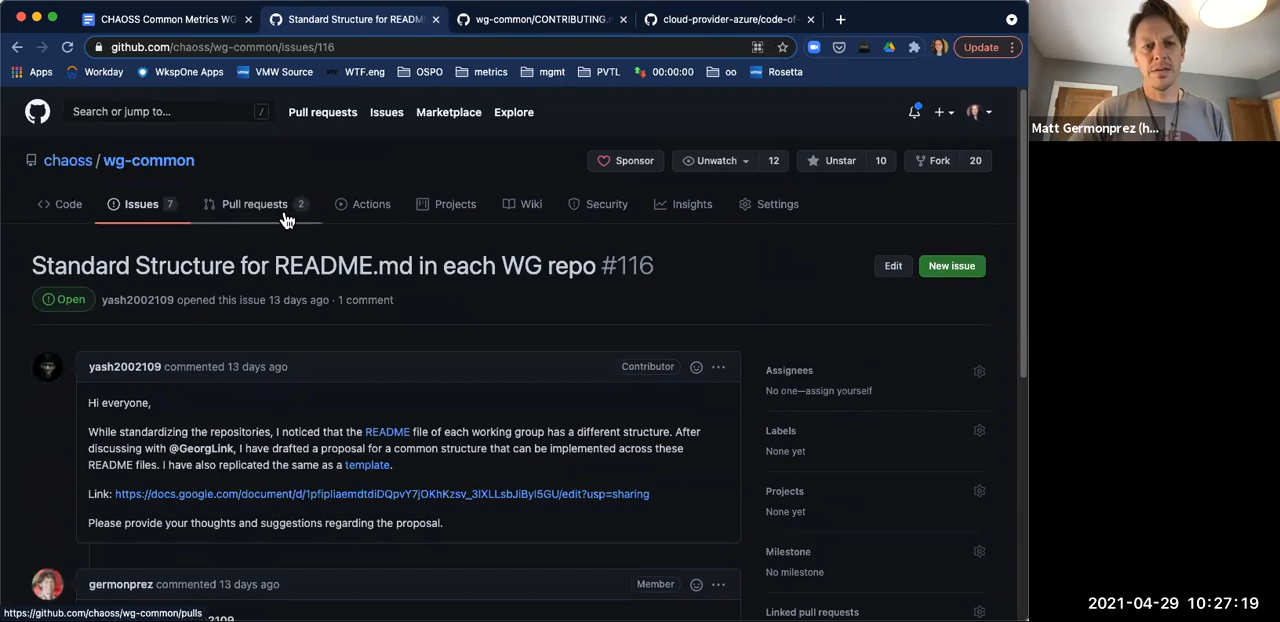 CHAOSS Common Metrics WG
Standard Structure for READM
wg-common/CONTRIBUTING.
cloud-provider-azure/code-of-
github.com/chaoss/wg-common/issues/116
Update
Apps
Workday
WkspOne Apps
VMW Source
WTF.eng
OSPO
metrics
mgmt
PVTL
00:00:00
oo
Rosetta
Search or jump to...
/
Pull requests
Issues
Marketplace
Explore
Matt Germonprez (h...
chaoss / wg-common
Sponsor
Unwatch
12
Unstar
10
Fork
20
Code
Issues 7
Pull requests 2
Actions
Projects
Wiki
Security
Insights
Settings
Standard Structure for README.md in each WG repo #116
Edit
New issue
Open
yash2002109 opened this issue 13 days ago · 1 comment
yash2002109 commented 13 days ago
Contributor
Hi everyone,
While standardizing the repositories, I noticed that the README file of each working group has a different structure. After
discussing with @GeorgLink, I have drafted a proposal for a common structure that can be implemented across these
README files. I have also replicated the same as a template.
Link:
Please provide your thoughts and suggestions regarding the proposal.
Assignees
No one—assign yourself
Labels
None yet
Projects
None yet
Milestone
No milestone
Linked pull requests
germonprez commented 13 days ago
Member
https://github.com/chaoss/wg-common/pulls
2021-04-29 10:27:19